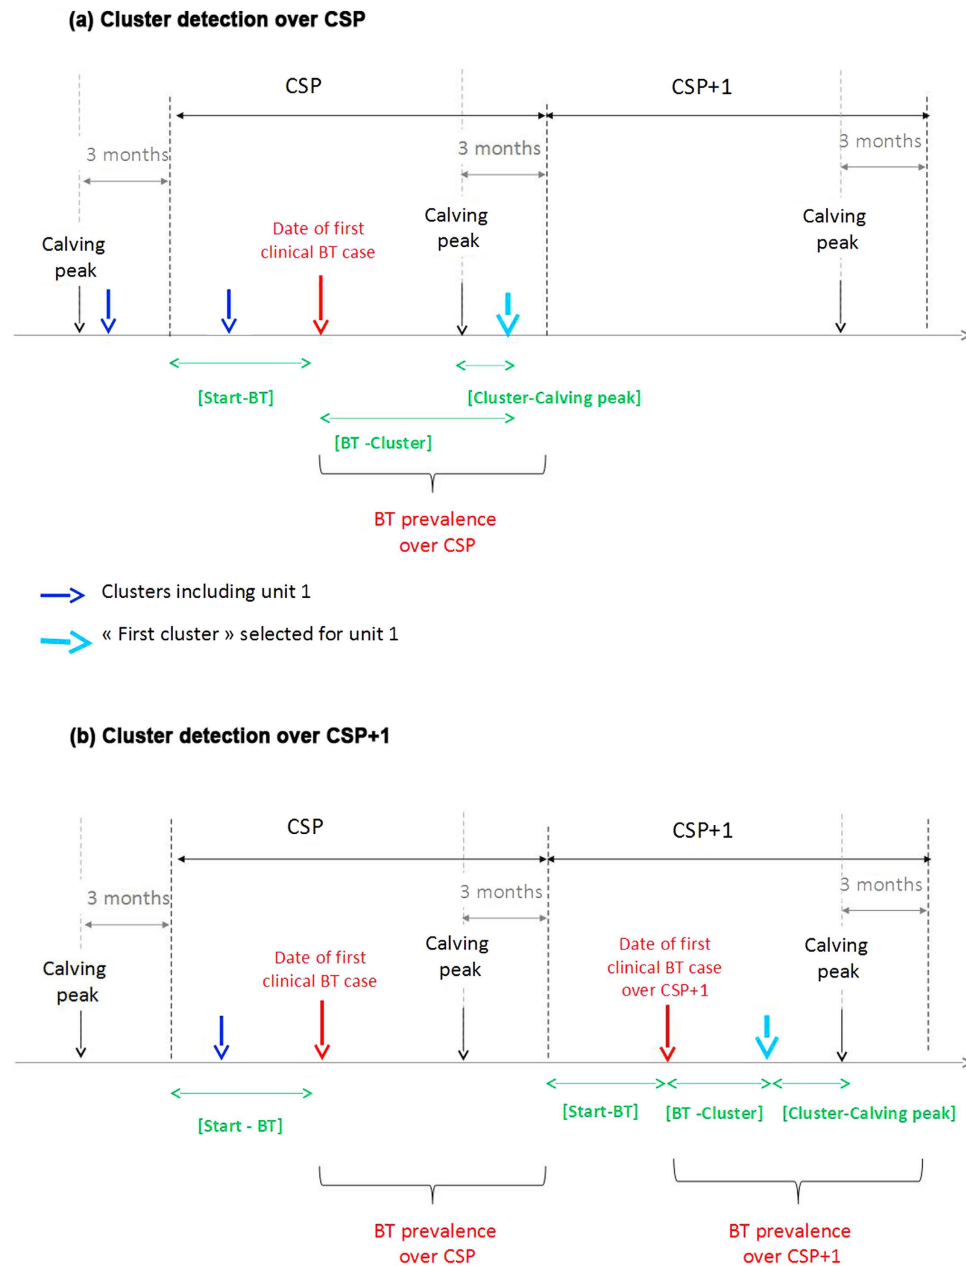 (a) Cluster detection over CSP
CSP
CSP+1
3 months
3 months
3 months
Calving
peak
Date of first
clinical BT case
Calving
peak
Calving
peak
[Start-BT]
[Cluster-Calving peak]
[BT -Cluster]
BT prevalence
over CSP
Clusters including unit 1
« First cluster » selected for unit 1
(b) Cluster detection over CSP+1
CSP
CSP+1
3 months
3 months
3 months
Calving
peak
Date of first
clinical BT case
Calving
peak
Date of first
clinical BT case
over CSP+1
Calving
peak
[Start - BT]
[Start-BT]
[BT -Cluster]
[Cluster-Calving peak]
BT prevalence
over CSP
BT prevalence
over CSP+1